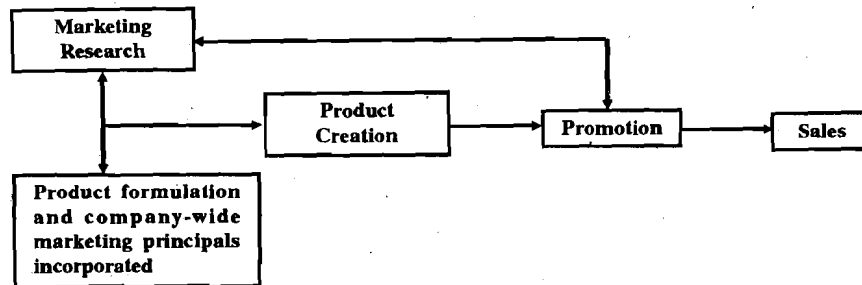 Marketing
Research
Product
Creation
Promotion
Sales
Product formulation
and company-wide
marketing principals
incorporated